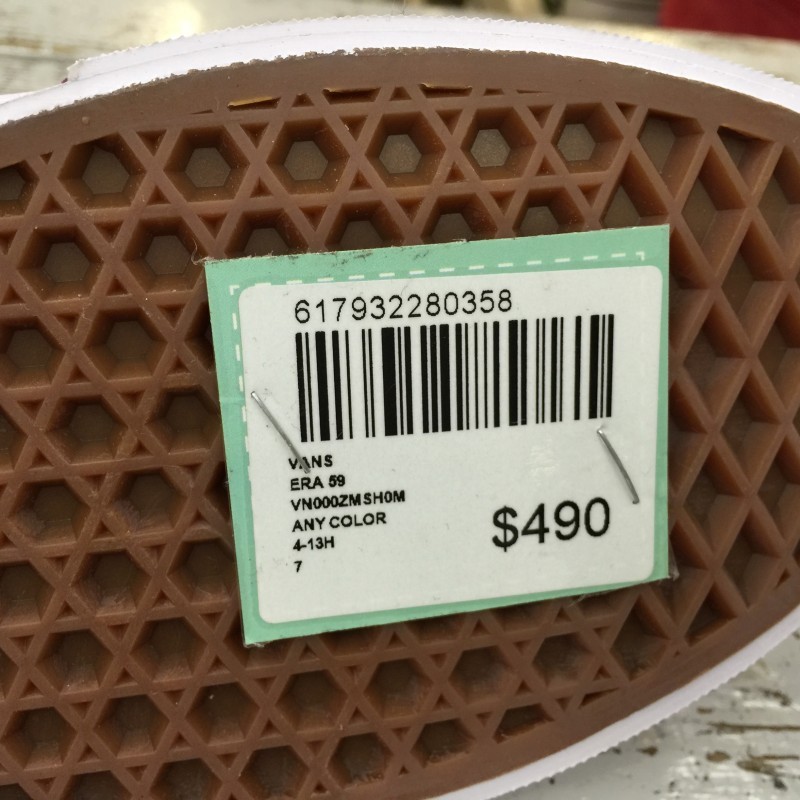 617932280358
VANS
ERA 59
VN000ZMSH0M
ANY COLOR
4-13H
7
$490